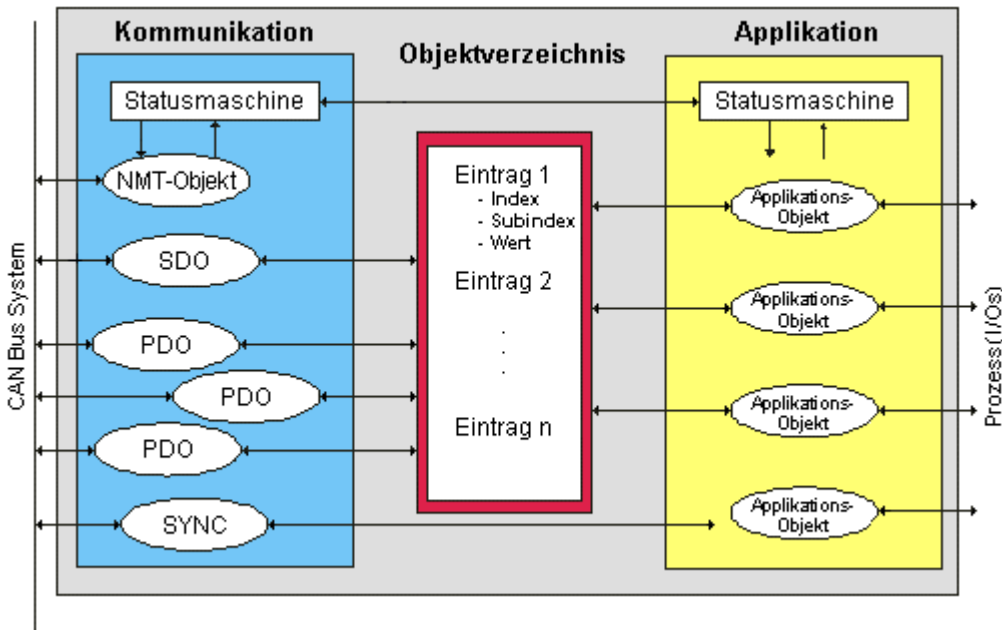 Kommunikation
Objektverzeichnis
Applikation
Statusmaschine
Statusmaschine
NMT-Objekt
SDO
PDO
PDO
PDO
SYNC
Eintrag 1
- Index
- Subindex
- Wert
Eintrag 2
.
.
.
Eintrag n
Applikations-
Objekt
Applikations-
Objekt
Applikations-
Objekt
Applikations-
Objekt
CAN Bus System
Prozess(I/Os)